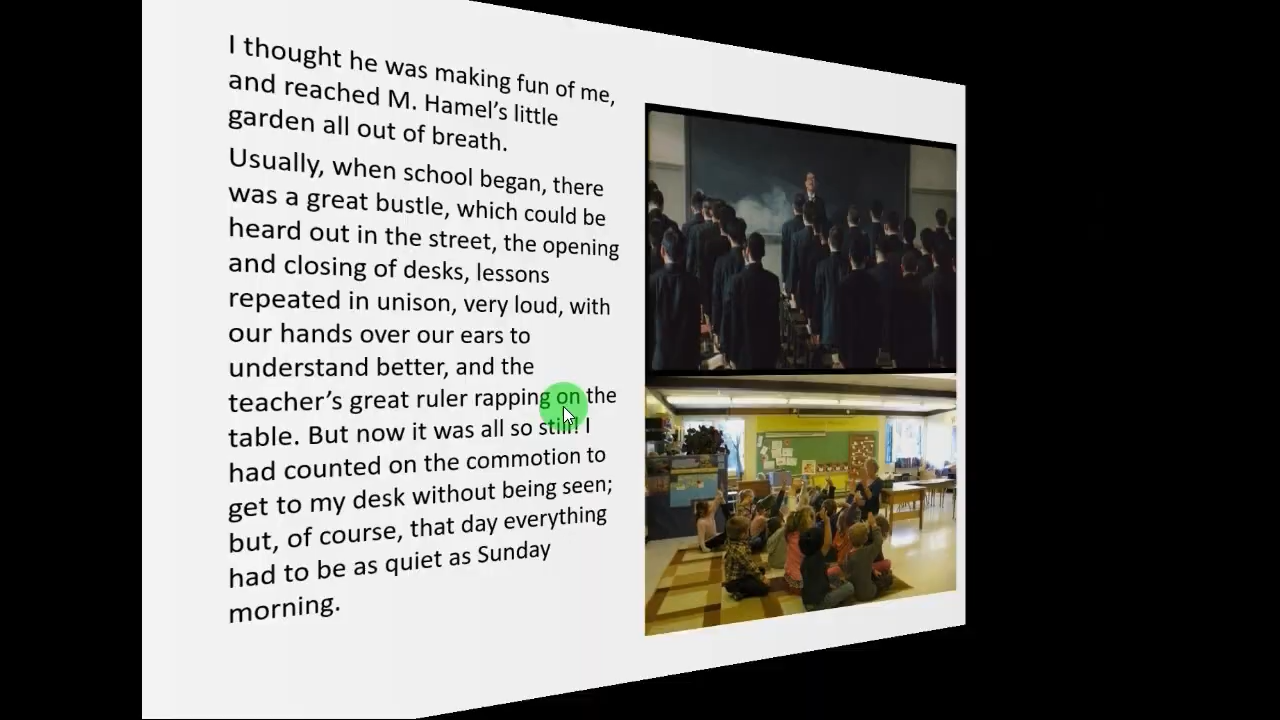 I thought he was making fun of me,
and reached M. Hamel's little
garden all out of breath.
Usually, when school began, there
was a great bustle, which could be
heard out in the street, the opening
and closing of desks, lessons
repeated in unison, very loud, with
our hands over our ears to
understand better, and the
teacher's great ruler rapping on the
table. But now it was all so still! I
had counted on the commotion to
get to my desk without being seen;
but, of course, that day everything
had to be as quiet as Sunday
morning.